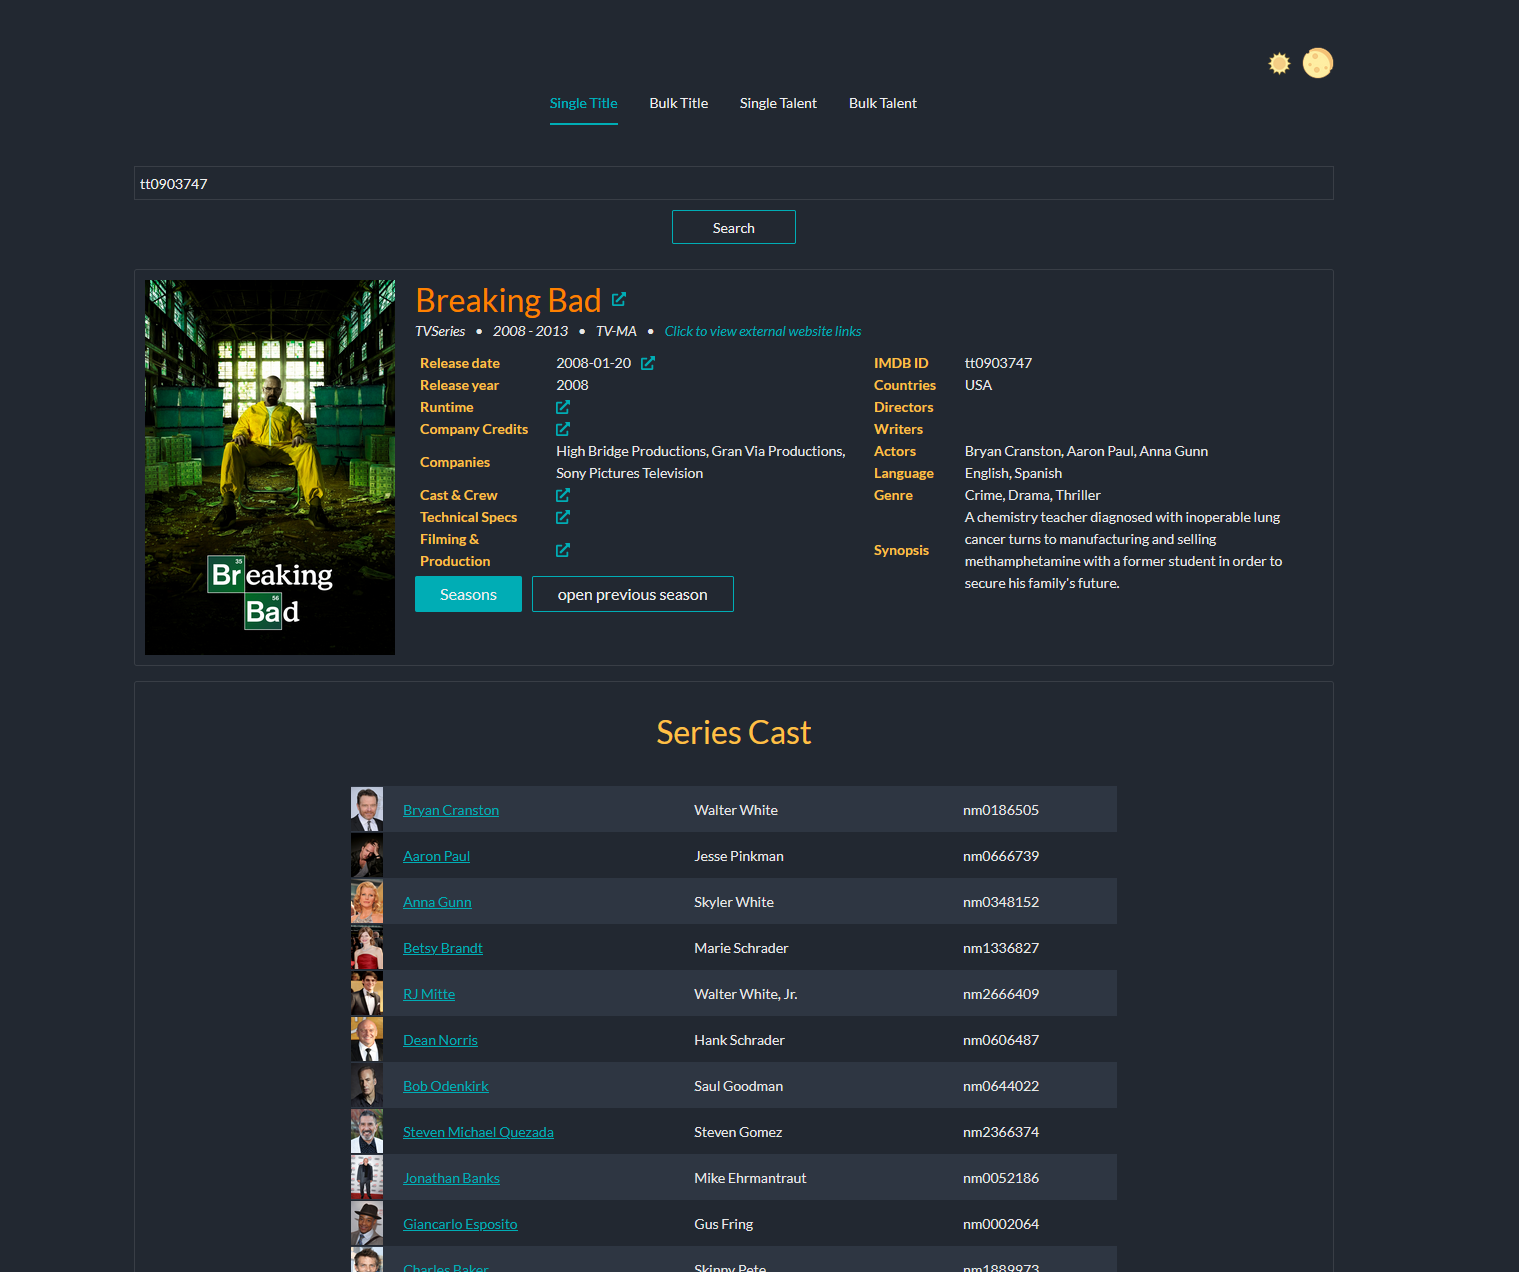 Single Title Bulk Title Single Talent Bulk Talent
tt0903747
Search
35
Breaking
56
Bad
Breaking Bad
TVSeries • 2008 - 2013 • TV-MA • Click to view external website links
Release date 2008-01-20
Release year 2008
Runtime
Company Credits
Companies High Bridge Productions, Gran Via Productions,
Sony Pictures Television
Cast & Crew
Technical Specs
Filming &
Production
IMDB ID tt0903747
Countries USA
Directors
Writers
Actors Bryan Cranston, Aaron Paul, Anna Gunn
Language English, Spanish
Genre Crime, Drama, Thriller
Synopsis A chemistry teacher diagnosed with inoperable lung
cancer turns to manufacturing and selling
methamphetamine with a former student in order to
secure his family's future.
Seasons open previous season
Series Cast
Bryan Cranston Walter White nm0186505
Aaron Paul Jesse Pinkman nm0666739
Anna Gunn Skyler White nm0348152
Betsy Brandt Marie Schrader nm1336827
RJ Mitte Walter White, Jr. nm2666409
Dean Norris Hank Schrader nm0606487
Bob Odenkirk Saul Goodman nm0644022
Steven Michael Quezada Steven Gomez nm2366374
Jonathan Banks Mike Ehrmantraut nm0052186
Giancarlo Esposito Gus Fring nm0002064
Charles Baker Skinny Pete nm1889973